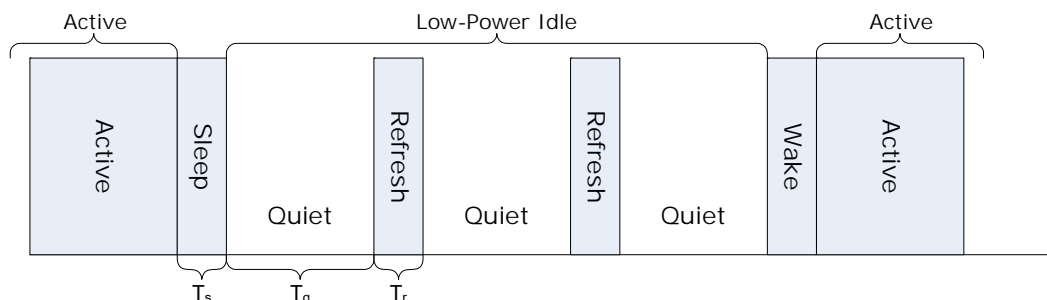 Active
Low-Power Idle
Active
Active
Sleep
Quiet
Refresh
Quiet
Refresh
Quiet
Wake
Active
Ts
Tq
Tr